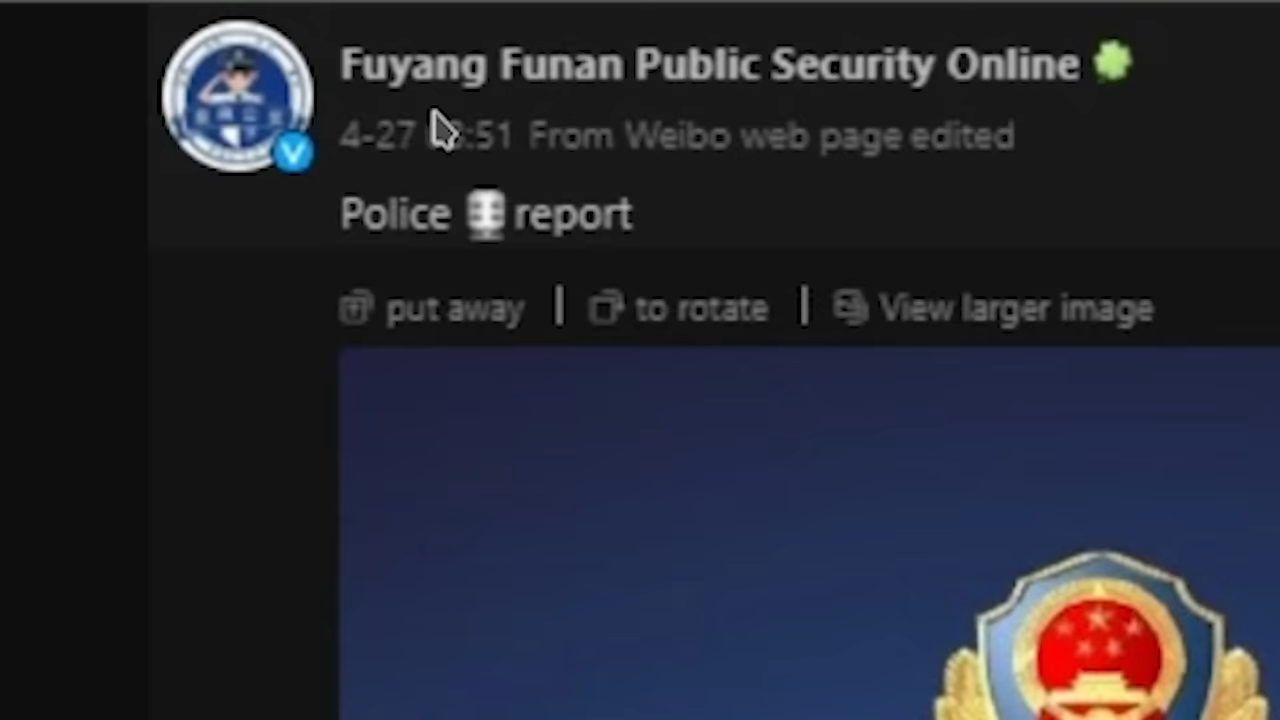 Fuyang Funan Public Security Online
4-27 :51 From Weibo web page edited
Police report
put away | to rotate | View larger image